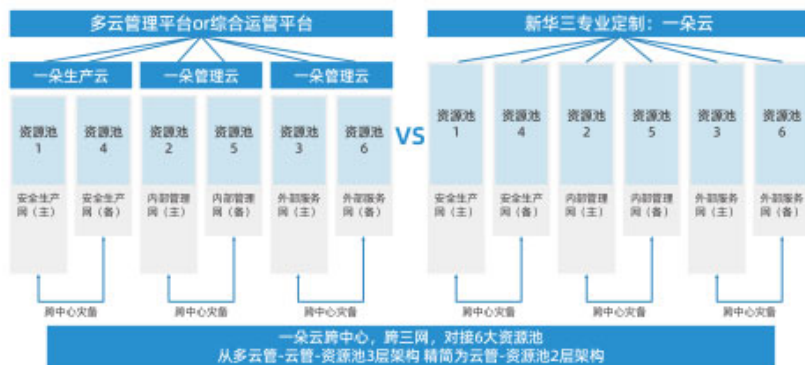 多云管理平台or综合运管平台
一朵生产云
一朵管理云
一朵管理云
资源池
1
资源池
4
资源池
2
资源池
5
资源池
3
资源池
6
安全生产
网（主）
安全生产
网（备）
内部管理
网（主）
内部管理
网（备）
外部服务
网（主）
外部服务
网（备）
跨中心灾备
跨中心灾备
跨中心灾备
VS
新华三专业定制：一朵云
资源池
1
资源池
4
资源池
2
资源池
5
资源池
3
资源池
6
安全生产
网（主）
安全生产
网（备）
内部管理
网（主）
内部管理
网（备）
外部服务
网（主）
外部服务
网（备）
跨中心灾备
跨中心灾备
跨中心灾备
一朵云跨中心，跨三网，对接6大资源池
从多云管-云管-资源池3层架构 精简为云管-资源池2层架构